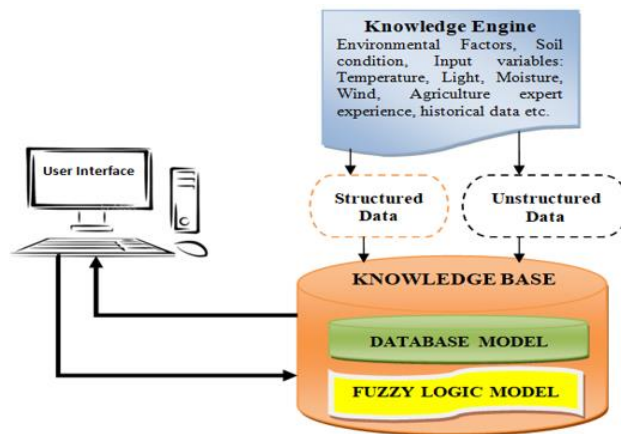 Knowledge Engine
Environmental Factors, Soil
condition, Input variables:
Temperature, Light, Moisture,
Wind, Agriculture expert
experience, historical data etc.
User Interface
Structured
Data
Unstructured
Data
KNOWLEDGE BASE
DATABASE MODEL
FUZZY LOGIC MODEL